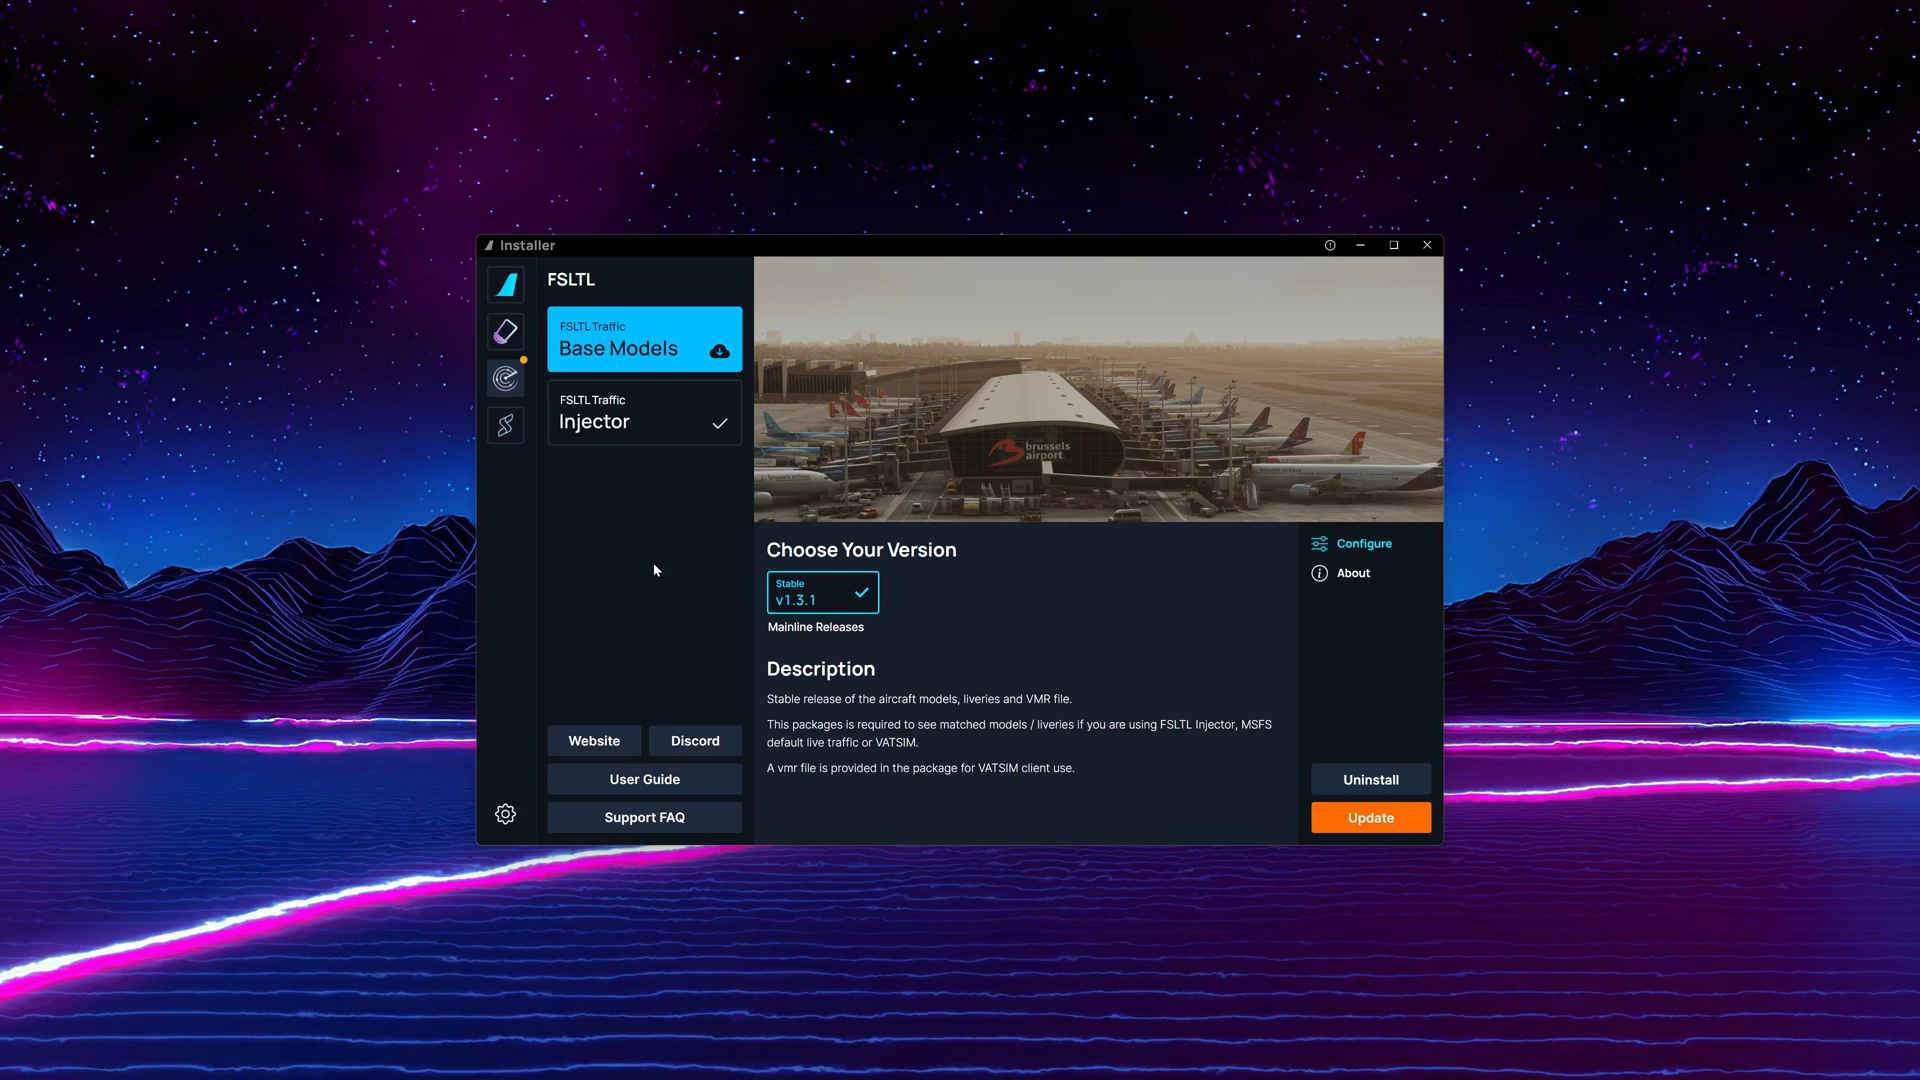 Installer
FSLTL
FSLTL Traffic
Base Models
FSLTL Traffic
Injector
Website
Discord
User Guide
Support FAQ
brussels
airport
Choose Your Version
Stable
v1.3.1
Mainline Releases
Description
Stable release of the aircraft models, liveries and VMR file.
This packages is required to see matched models / liveries if you are using FSLTL Injector, MSFS
default live traffic or VATSIM.
A vmr file is provided in the package for VATSIM client use.
Configure
About
Uninstall
Update